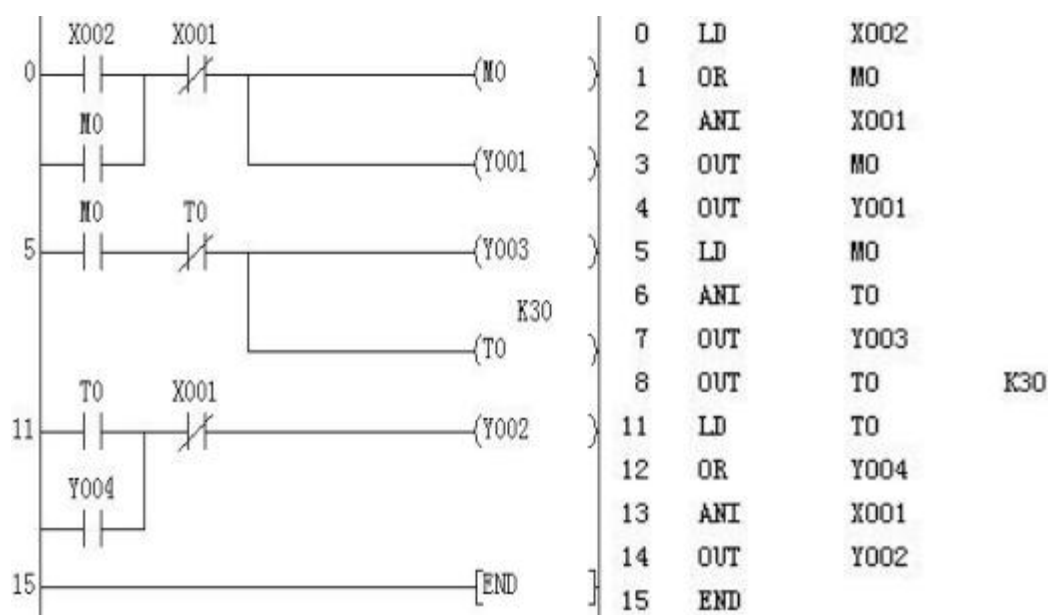 X002 X001
0 (M0 )
M0
(Y001 )
M0 T0
5 (Y003 )
K30
(T0 )
T0 X001
11 (Y002 )
Y004
15 [END ]
0 LD X002
1 OR M0
2 ANI X001
3 OUT M0
4 OUT Y001
5 LD M0
6 ANI T0
7 OUT Y003
8 OUT T0 K30
11 LD T0
12 OR Y004
13 ANI X001
14 OUT Y002
15 END